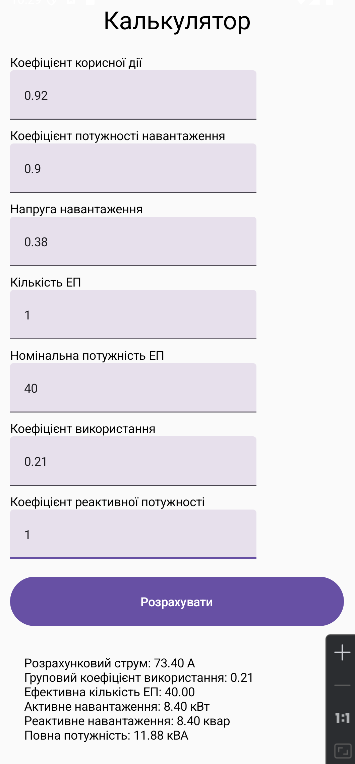 Калькулятор
Коефіцієнт корисної дії
0.92
Коефіцієнт потужності навантаження
0.9
Напруга навантаження
0.38
Кількість ЕП
1
Номінальна потужність ЕП
40
Коефіцієнт використання
0.21
Коефіцієнт реактивної потужності
1
Розрахувати
Розрахунковий струм: 73.40 А
Груповий коефіцієнт використання: 0.21
Ефективна кількість ЕП: 40.00
Активне навантаження: 8.40 кВт
Реактивне навантаження: 8.40 квар
Повна потужність: 11.88 кВА
1:1